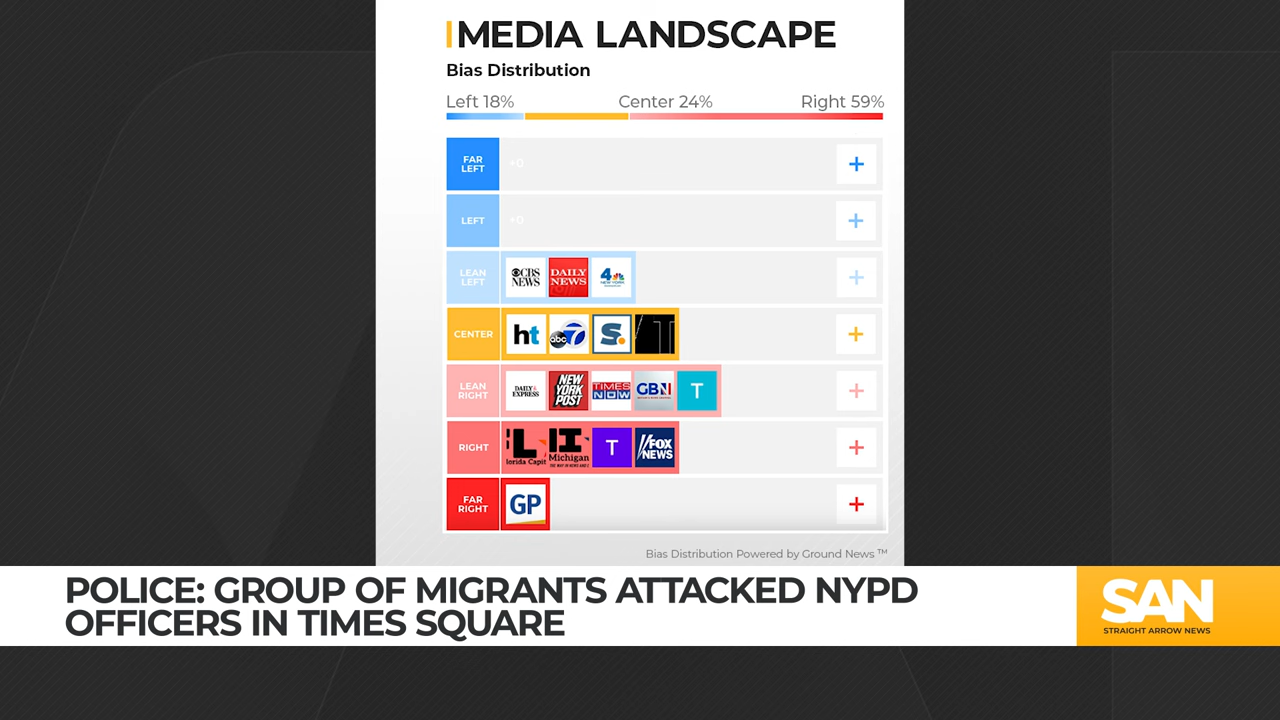 MEDIA LANDSCAPE
Bias Distribution
Left 18% Center 24% Right 59%
FAR
LEFT
+0
LEFT
+0
LEAN
LEFT
CBS
NEWS
DAILY
NEWS
4
NEW YORK
CENTER
ht
abc 7
S.
T
LEAN
RIGHT
DAILY EXPRESS
NEW
YORK
POST
TIMES
NOW
GBN
T
RIGHT
L
lorida Capit
Michigan
T
FOX
NEWS
FAR
RIGHT
GP
Bias Distribution Powered by Ground News ™
POLICE: GROUP OF MIGRANTS ATTACKED NYPD
OFFICERS IN TIMES SQUARE
SAN
STRAIGHT ARROW NEWS